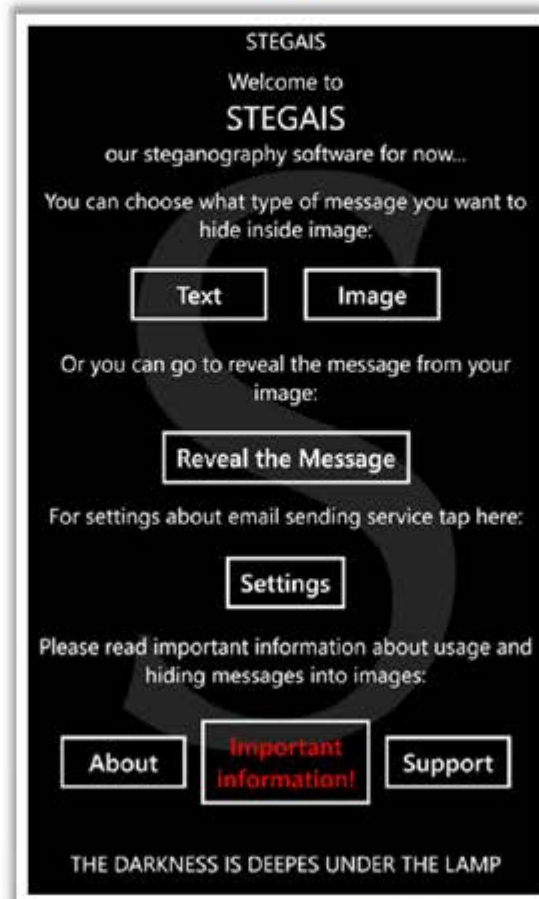 STEGAIS
Welcome to
STEGAIS
our steganography software for now...
You can choose what type of message you want to
hide inside image:
Text Image
Or you can go to reveal the message from your
image:
Reveal the Message
For settings about email sending service tap here:
Settings
Please read important information about usage and
hiding messages into images:
About
Important
information!
Support
THE DARKNESS IS DEEPES UNDER THE LAMP